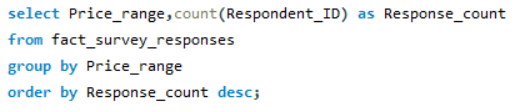 select Price_range,count(Respondent_ID) as Response_count
from fact_survey_responses
group by Price_range
order by Response_count desc;